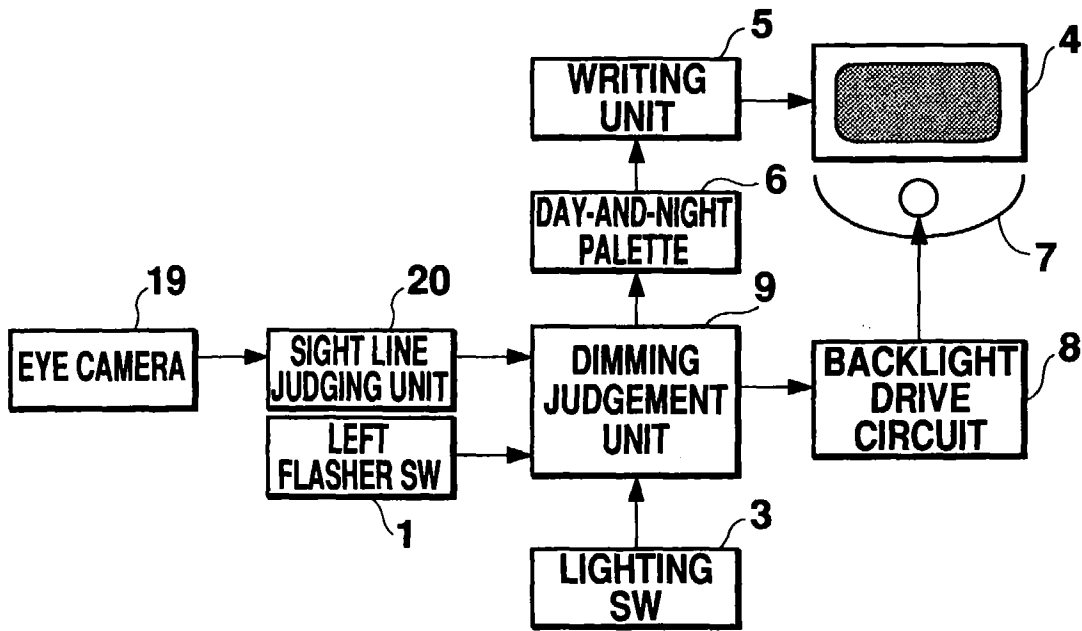 5
WRITING
UNIT
4
6
DAY-AND-NIGHT
PALETTE
7
19
EYE CAMERA
20
SIGHT LINE
JUDGING UNIT
LEFT
FLASHER SW
1
9
DIMMING
JUDGEMENT
UNIT
8
BACKLIGHT
DRIVE
CIRCUIT
3
LIGHTING
SW